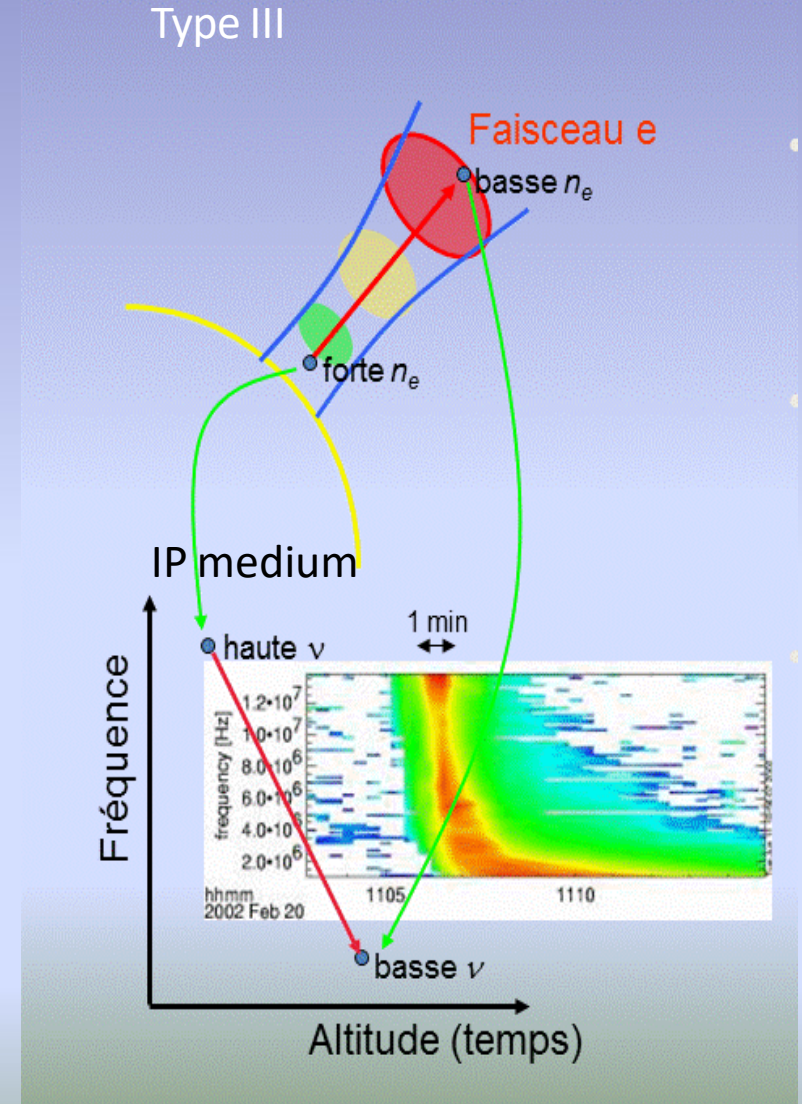 Type III
Faisceau e
basse nₑ
forte nₑ
IP medium
1 min
haute ν
Fréquence
frequency [Hz]
1.2•10⁷
1.0•10⁷
8.0•10⁶
6.0•10⁶
4.0•10⁶
2.0•10⁶
hhmm
2002 Feb 20
1105
1110
basse ν
Altitude (temps)